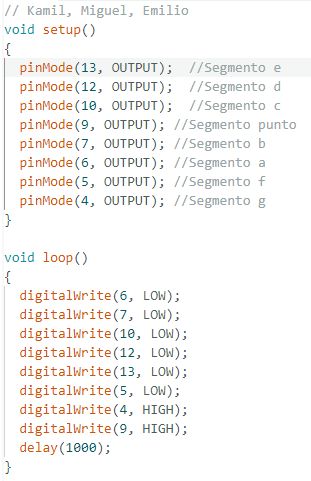 // Kamil, Miguel, Emilio
void setup()
{
  pinMode(13, OUTPUT);  //Segmento e
  pinMode(12, OUTPUT);  //Segmento d
  pinMode(10, OUTPUT);  //Segmento c
  pinMode(9, OUTPUT); //Segmento punto
  pinMode(7, OUTPUT); //Segmento b
  pinMode(6, OUTPUT); //Segmento a
  pinMode(5, OUTPUT); //Segmento f
  pinMode(4, OUTPUT); //Segmento g
}

void loop()
{
  digitalWrite(6, LOW);
  digitalWrite(7, LOW);
  digitalWrite(10, LOW);
  digitalWrite(12, LOW);
  digitalWrite(13, LOW);
  digitalWrite(5, LOW);
  digitalWrite(4, HIGH);
  digitalWrite(9, HIGH);
  delay(1000);
}